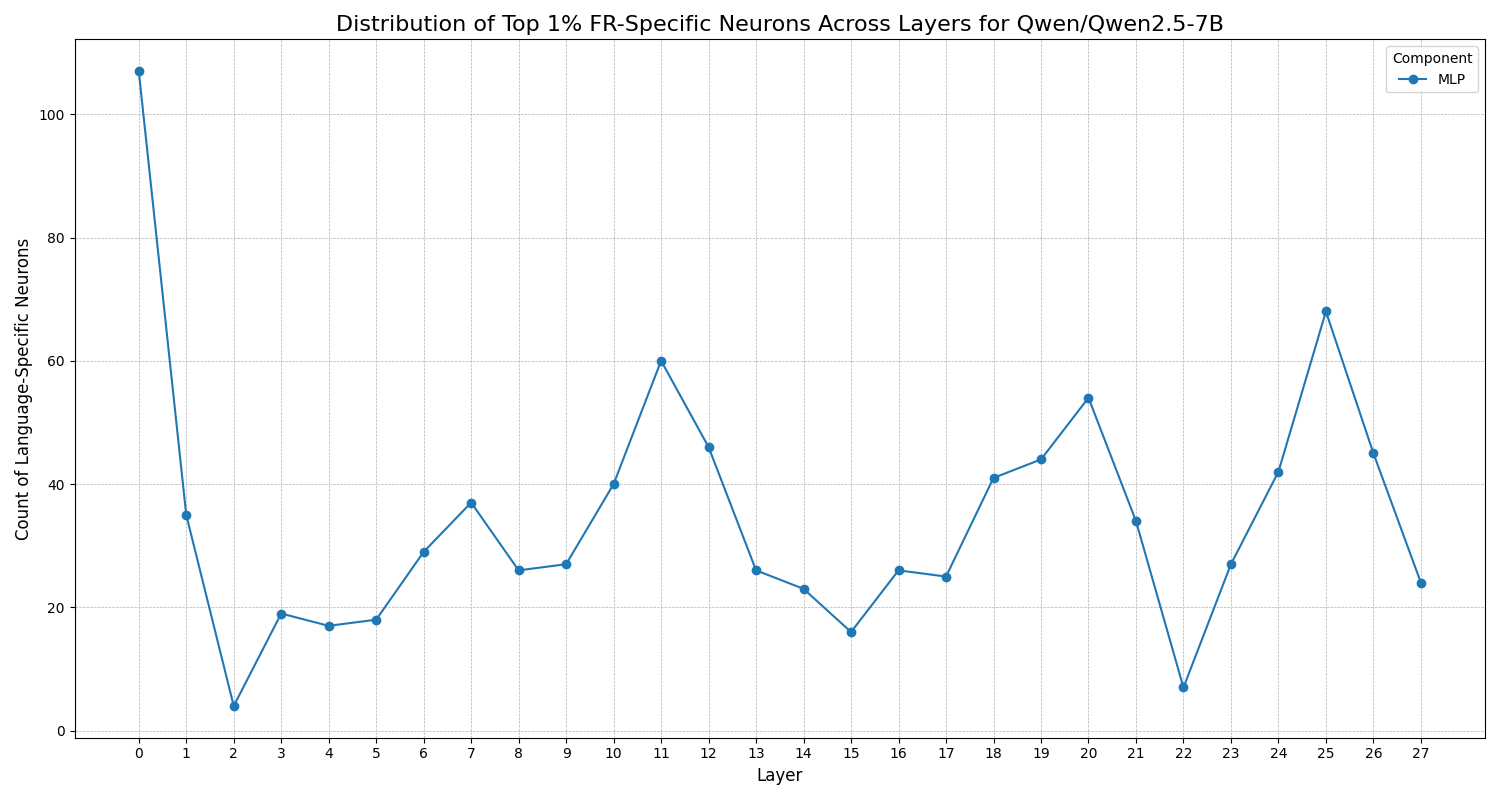 Distribution of Top 1% FR-Specific Neurons Across Layers for Qwen/Qwen2.5-7B
Component
MLP
Count of Language-Specific Neurons
100
80
60
40
20
0
0 1 2 3 4 5 6 7 8 9 10 11 12 13 14 15 16 17 18 19 20 21 22 23 24 25 26 27
Layer